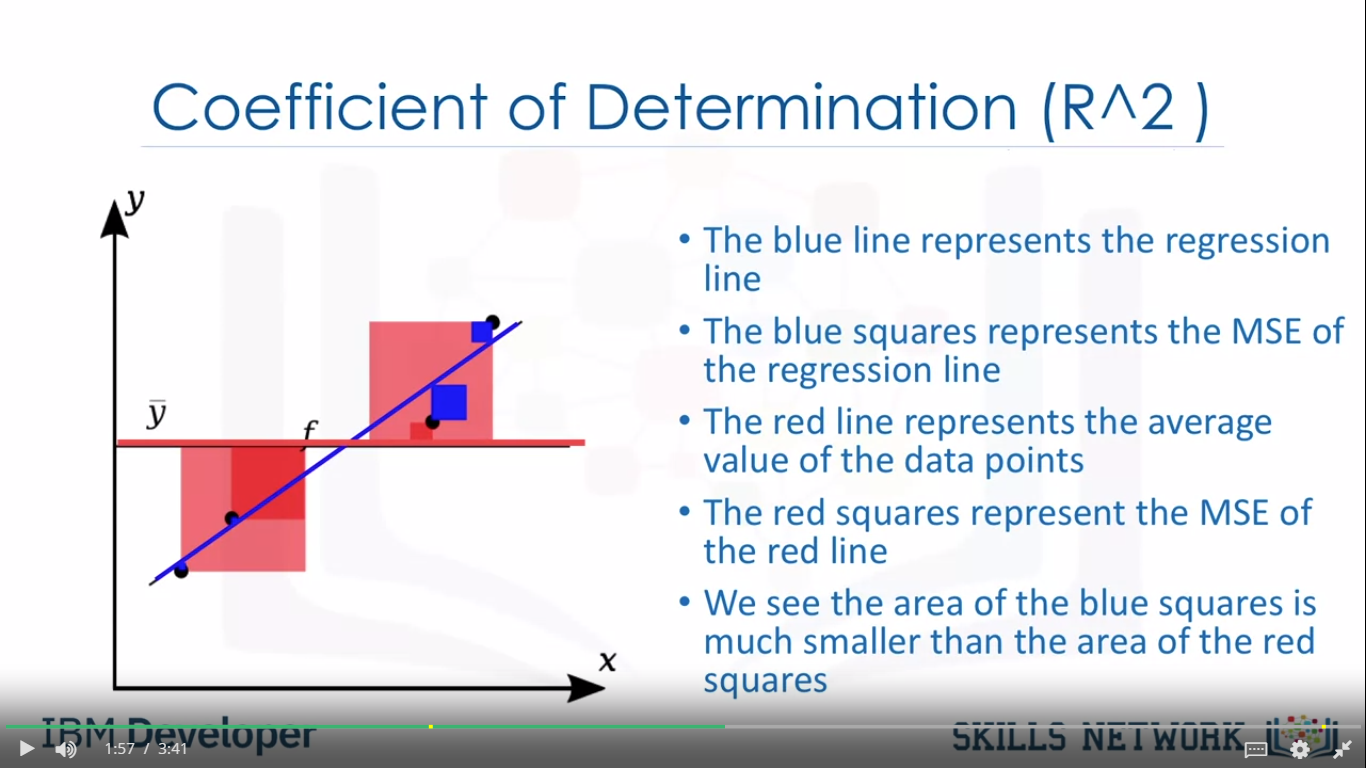 Coefficient of Determination (R^2 )
y
y̅
f
x
• The blue line represents the regression
line
• The blue squares represents the MSE of
the regression line
• The red line represents the average
value of the data points
• The red squares represent the MSE of
the red line
• We see the area of the blue squares is
much smaller than the area of the red
squares
IBM Developer
SKILLS NETWORK
1:57 / 3:41